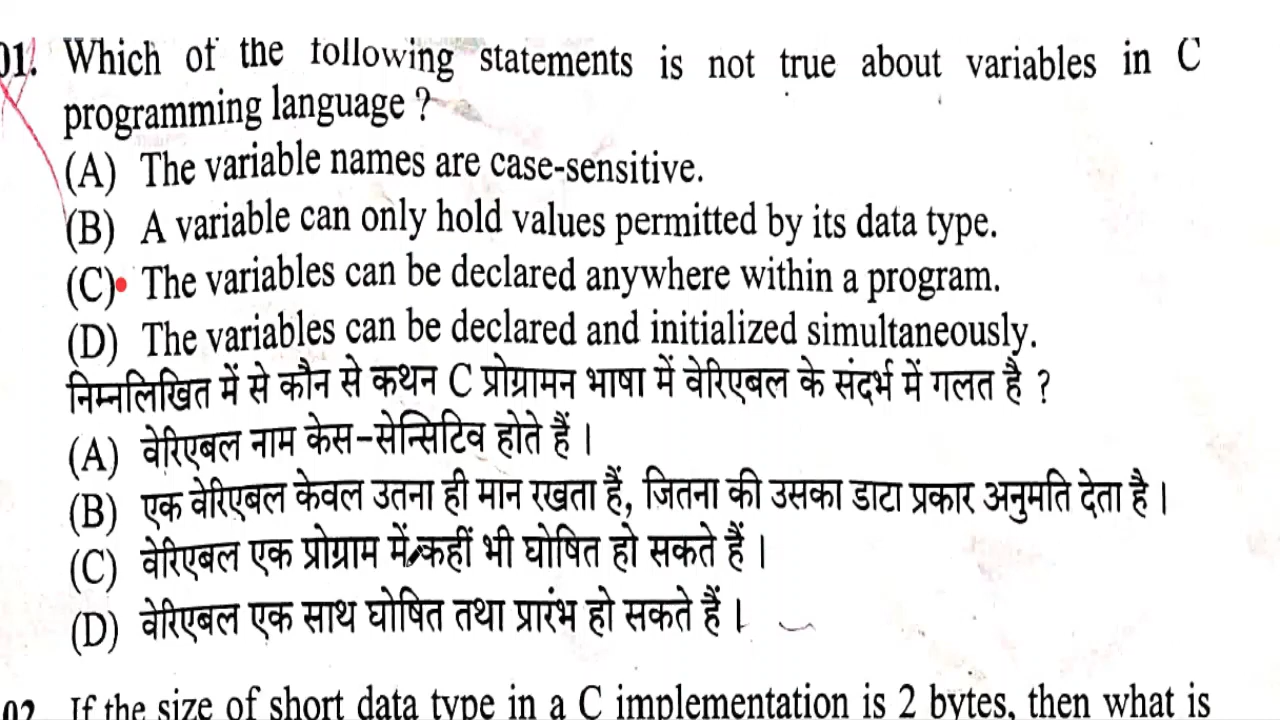 01. Which of the following statements is not true about variables in C
programming language ?
(A) The variable names are case-sensitive.
(B) A variable can only hold values permitted by its data type.
(C) The variables can be declared anywhere within a program.
(D) The variables can be declared and initialized simultaneously.
निम्नलिखित में से कौन से कथन C प्रोग्रामन भाषा में वेरिएबल के संदर्भ में गलत है ?
(A) वेरिएबल नाम केस-सेन्सिटिव होते हैं ।
(B) एक वेरिएबल केवल उतना ही मान रखता हैं, जितना की उसका डाटा प्रकार अनुमति देता है ।
(C) वेरिएबल एक प्रोग्राम में कहीं भी घोषित हो सकते हैं ।
(D) वेरिएबल एक साथ घोषित तथा प्रारंभ हो सकते हैं ।
02. If the size of short data type in a C implementation is 2 bytes, then what is